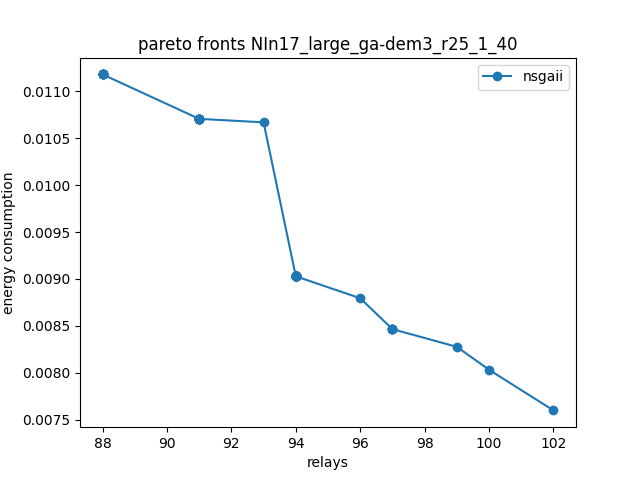 pareto fronts NIn17_large_ga-dem3_r25_1_40
nsgaii
energy consumption
0.0110
0.0105
0.0100
0.0095
0.0090
0.0085
0.0080
0.0075
88 90 92 94 96 98 100 102
relays